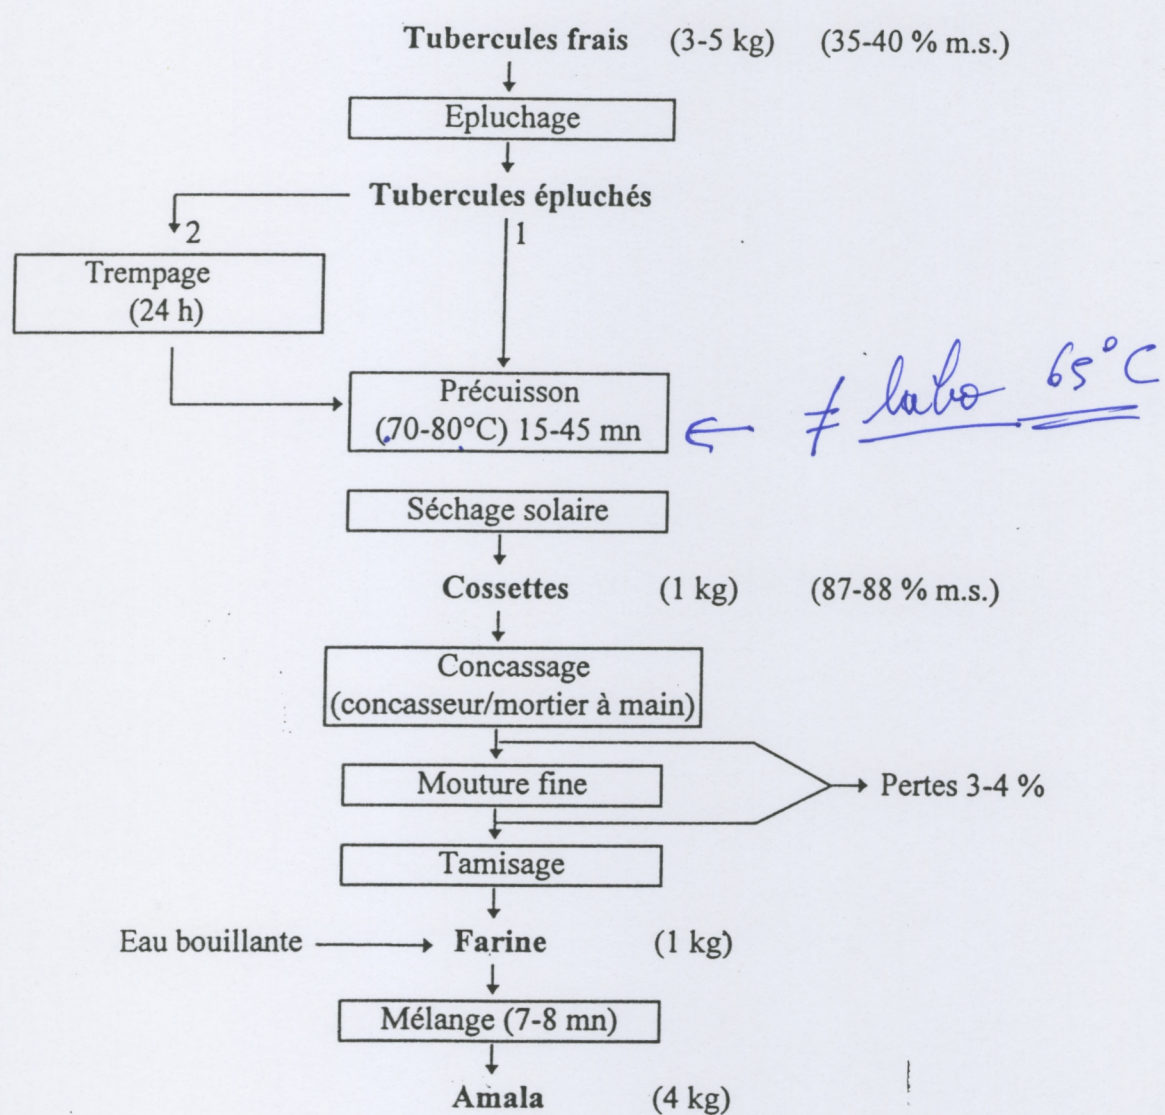 Tubercules frais (3-5 kg) (35-40 % m.s.)
Epluchage
Tubercules épluchés
2 1
Trempage
(24 h)
Précuisson
(70-80°C) 15-45 mn
≠ labo 65°C
Séchage solaire
Cossettes (1 kg) (87-88 % m.s.)
Concassage
(concasseur/mortier à main)
Mouture fine
Pertes 3-4 %
Tamisage
Eau bouillante Farine (1 kg)
Mélange (7-8 mn)
Amala (4 kg)